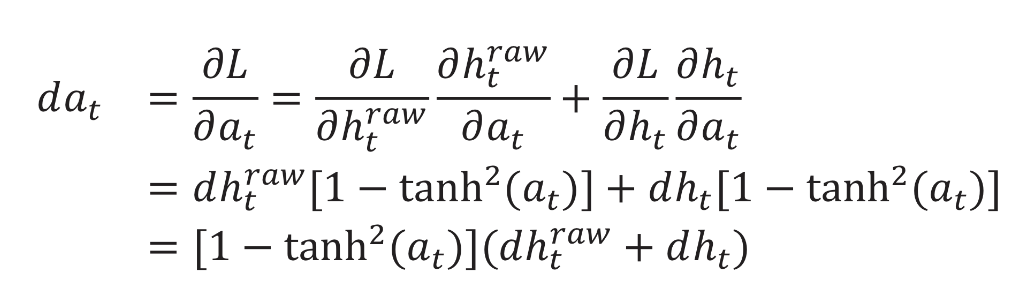 da_t = ∂L/∂a_t = ∂L/∂h_t^{raw} ∂h_t^{raw}/∂a_t + ∂L/∂h_t ∂h_t/∂a_t
= dh_t^{raw}[1 − tanh²(a_t)] + dh_t[1 − tanh²(a_t)]
= [1 − tanh²(a_t)](dh_t^{raw} + dh_t)